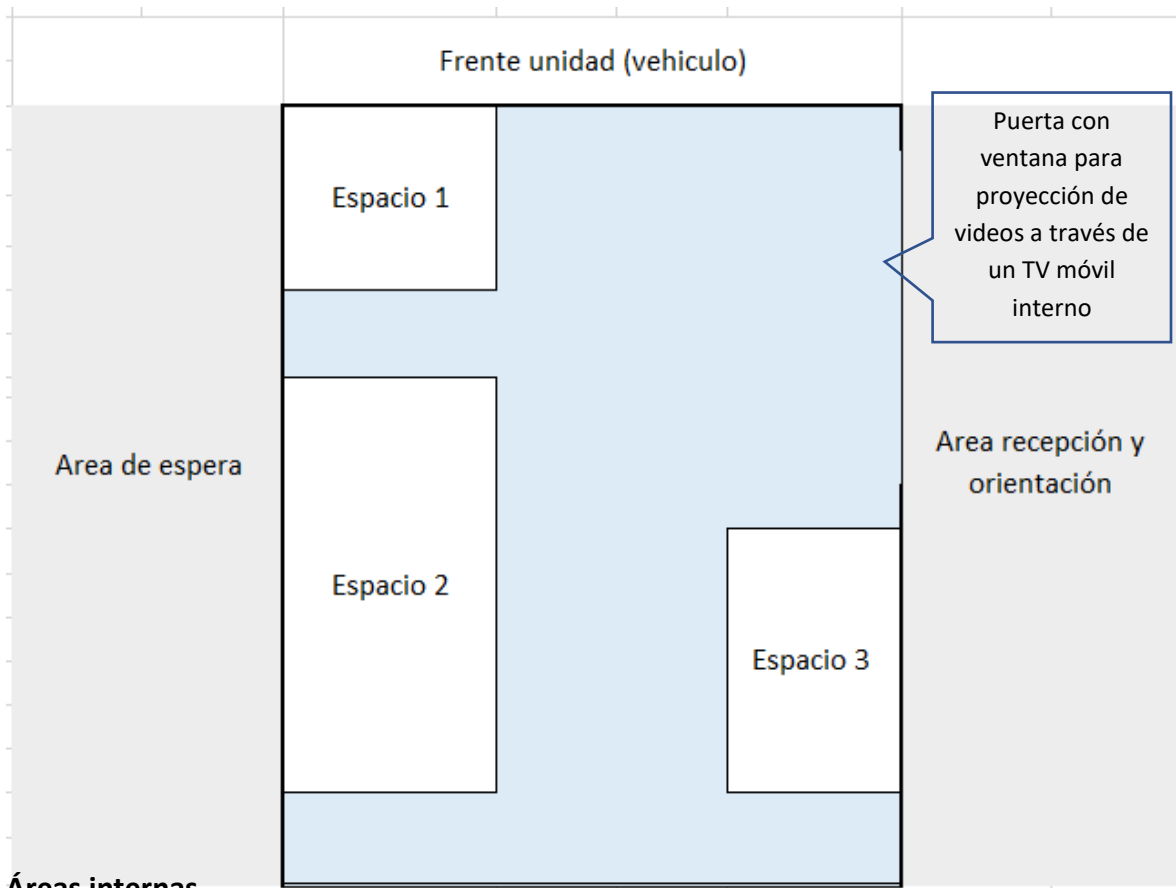 Frente unidad (vehiculo)
Puerta con
ventana para
proyección de
videos a través de
un TV móvil
interno
Espacio 1
Area de espera
Area recepción y
orientación
Espacio 2
Espacio 3
Áreas internas